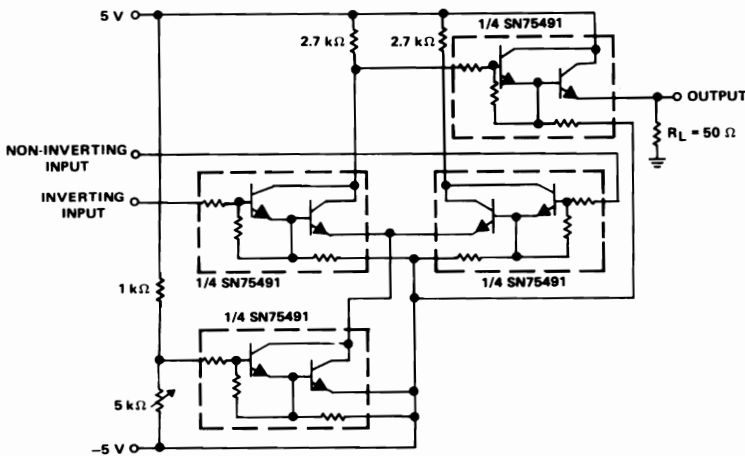 5 V
2.7 kΩ
2.7 kΩ
1/4 SN75491
OUTPUT
R_L = 50 Ω
NON-INVERTING
INPUT
INVERTING
INPUT
1/4 SN75491
1/4 SN75491
1 kΩ
1/4 SN75491
5 kΩ
−5 V